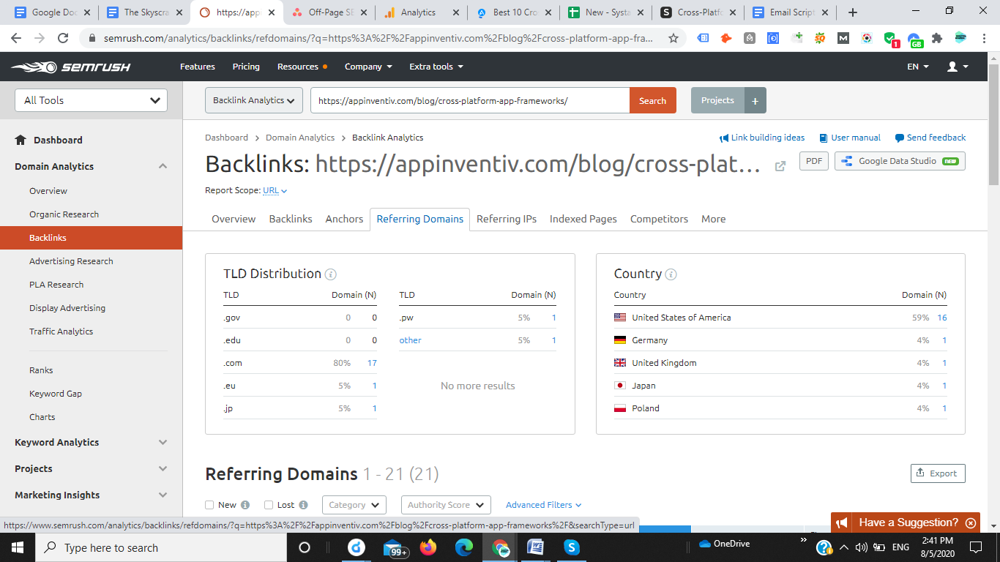 Google Doc
The Skyscra
https://app
Off-Page SE
Analytics
Best 10 Cro
New - Systa
Cross-Platfo
Email Script
semrush.com/analytics/backlinks/refdomains/?q=https%3A%2F%2Fappinventiv.com%2Fblog%2Fcross-platform-app-fra...
1
GB
SEMRUSH
Features
Pricing
Resources
Company
Extra tools
EN
All Tools
Backlink Analytics
https://appinventiv.com/blog/cross-platform-app-frameworks/
Search
Projects
+
Dashboard
Domain Analytics
Overview
Organic Research
Backlinks
Advertising Research
PLA Research
Display Advertising
Traffic Analytics
Ranks
Keyword Gap
Charts
Keyword Analytics
Projects
Marketing Insights
Dashboard > Domain Analytics > Backlink Analytics
Link building ideas
User manual
Send feedback
Backlinks: https://appinventiv.com/blog/cross-plat...
PDF
Google Data Studio NEW
Report Scope: URL
Overview
Backlinks
Anchors
Referring Domains
Referring IPs
Indexed Pages
Competitors
More
TLD Distribution
TLD Domain (N)
.gov 0 0
.edu 0 0
.com 80% 17
.eu 5% 1
.jp 5% 1
TLD Domain (N)
.pw 5% 1
other 5% 1
No more results
Country
Country Domain (N)
United States of America 59% 16
Germany 4% 1
United Kingdom 4% 1
Japan 4% 1
Poland 4% 1
Referring Domains 1 - 21 (21)
Export
New
Lost
Category
Authority Score
Advanced Filters
https://www.semrush.com/analytics/backlinks/refdomains/?q=https%3A%2F%2Fappinventiv.com%2Fblog%2Fcross-platform-app-frameworks%2F&searchType=url
Have a Suggestion?
Type here to search
99+
OneDrive
ENG
2:41 PM
8/5/2020